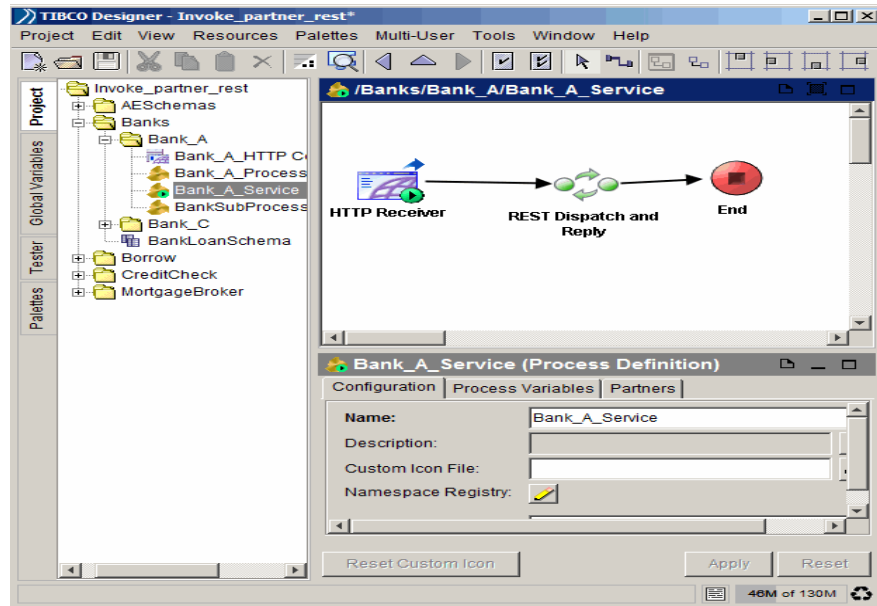 TIBCO Designer - Invoke_partner_rest*
Project Edit View Resources Palettes Multi-User Tools Window Help
Project
Global Variables
Tester
Palettes
Invoke_partner_rest
AESchemas
Banks
Bank_A
Bank_A_HTTP C
Bank_A_Process
Bank_A_Service
BankSubProcess
Bank_C
BankLoanSchema
Borrow
CreditCheck
MortgageBroker
/Banks/Bank_A/Bank_A_Service
HTTP Receiver
REST Dispatch and
Reply
End
Bank_A_Service (Process Definition)
Configuration Process Variables Partners
Name: Bank_A_Service
Description:
Custom Icon File:
Namespace Registry:
Reset Custom Icon Apply Reset
46M of 130M